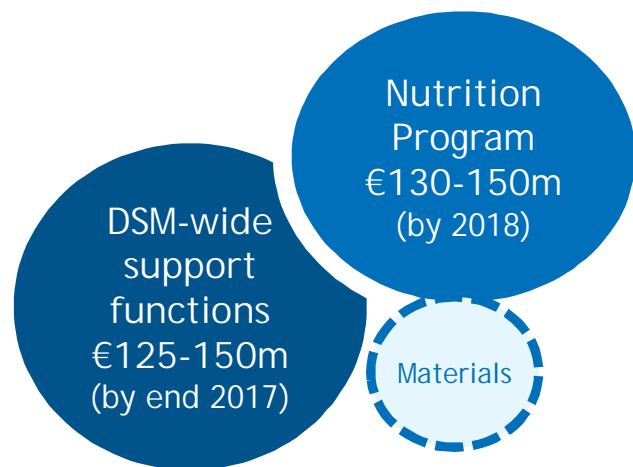 Nutrition
Program
€130-150m
(by 2018)
DSM-wide
support
functions
€125-150m
(by end 2017)
Materials